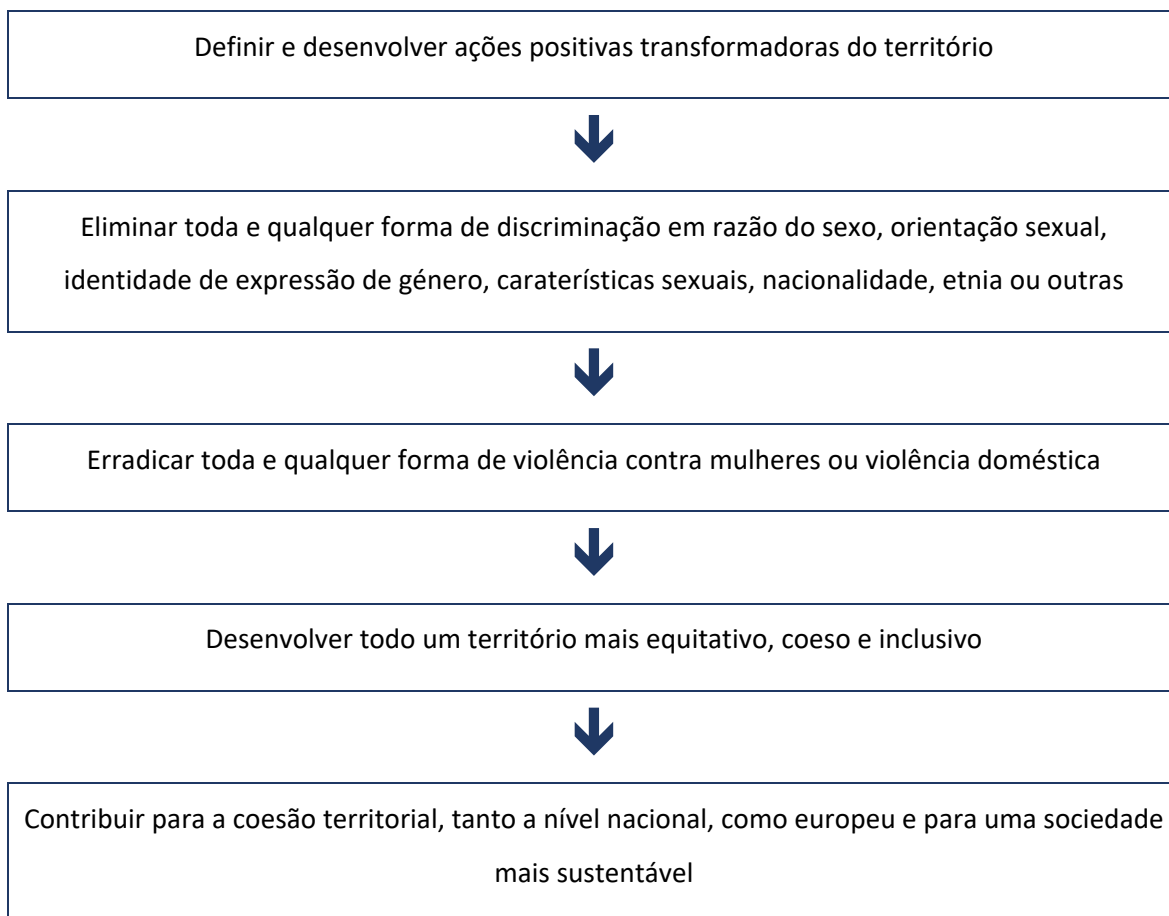 Definir e desenvolver ações positivas transformadoras do território
Eliminar toda e qualquer forma de discriminação em razão do sexo, orientação sexual,
identidade de expressão de género, caraterísticas sexuais, nacionalidade, etnia ou outras
Erradicar toda e qualquer forma de violência contra mulheres ou violência doméstica
Desenvolver todo um território mais equitativo, coeso e inclusivo
Contribuir para a coesão territorial, tanto a nível nacional, como europeu e para uma sociedade
mais sustentável